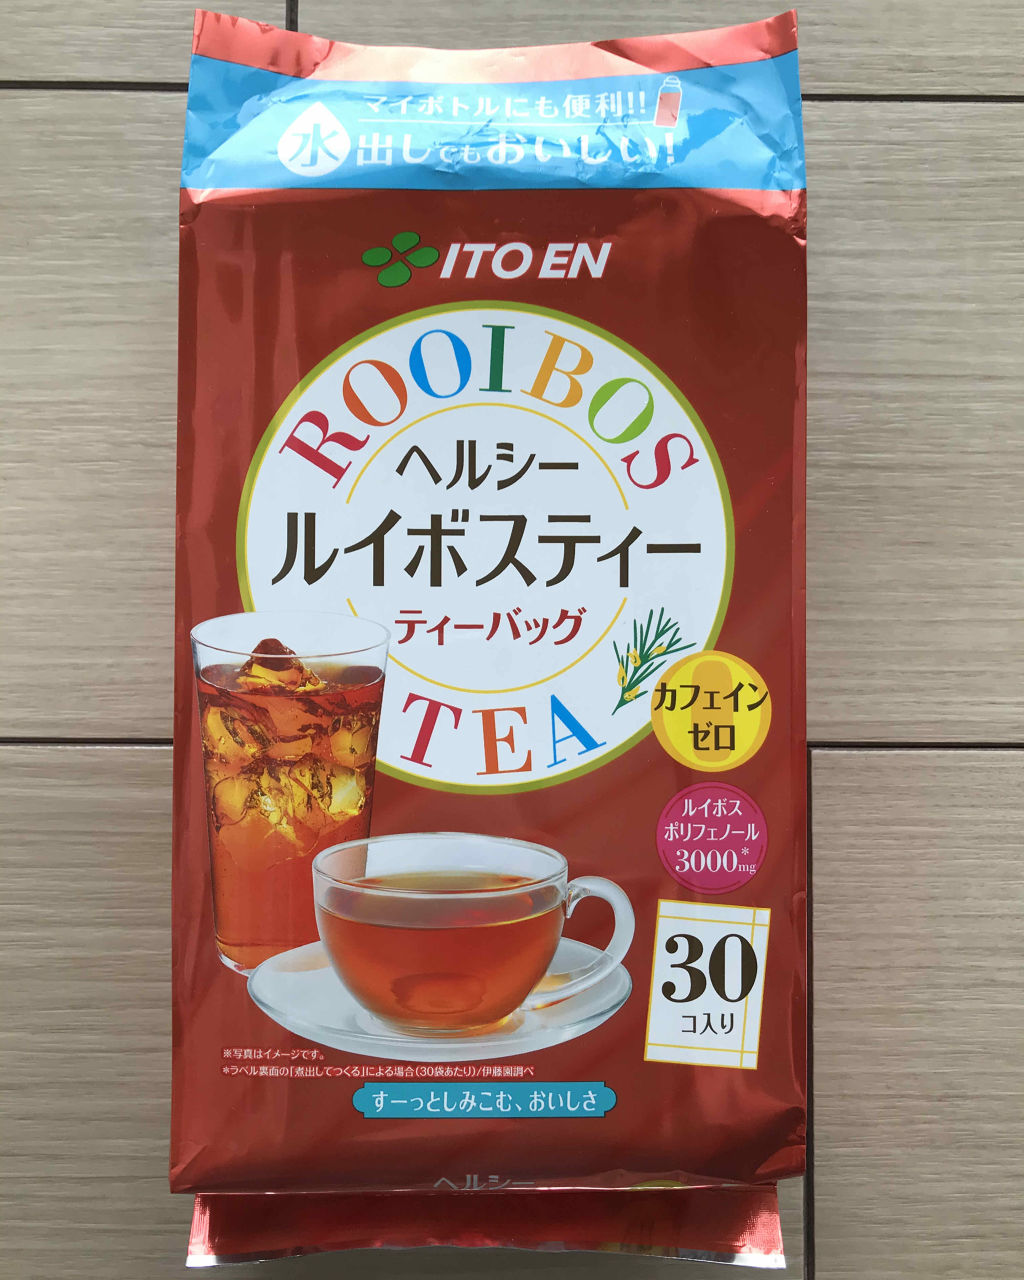 マイボトルにも便利!!
水出しでもおいしい!
ITO EN
ROOIBOS
ヘルシー
ルイボスティー
ティーバッグ
TEA
0
カフェイン
ゼロ
ルイボス
ポリフェノール
3000mg*
30
コ入り
※写真はイメージです。
*ラベル裏面の「煮出してつくる」による場合(30袋あたり)/伊藤園調べ
すーっとしみこむ、おいしさ
ヘルシー